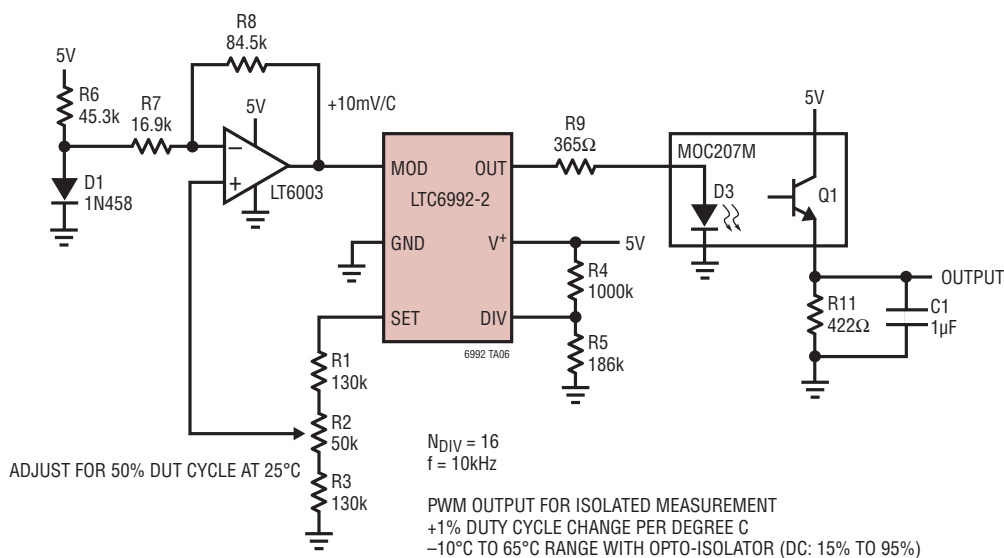 R8
84.5k
5V
R6
45.3k
R7
16.9k
5V
+10mV/C
–
+
LT6003
D1
1N458
MOD
OUT
LTC6992-2
GND
V+
SET
DIV
6992 TA06
R9
365Ω
5V
MOC207M
D3
Q1
5V
R4
1000k
R5
186k
OUTPUT
R11
422Ω
C1
1µF
R1
130k
R2
50k
R3
130k
ADJUST FOR 50% DUT CYCLE AT 25°C
NDIV = 16
f = 10kHz
PWM OUTPUT FOR ISOLATED MEASUREMENT
+1% DUTY CYCLE CHANGE PER DEGREE C
–10°C TO 65°C RANGE WITH OPTO-ISOLATOR (DC: 15% TO 95%)